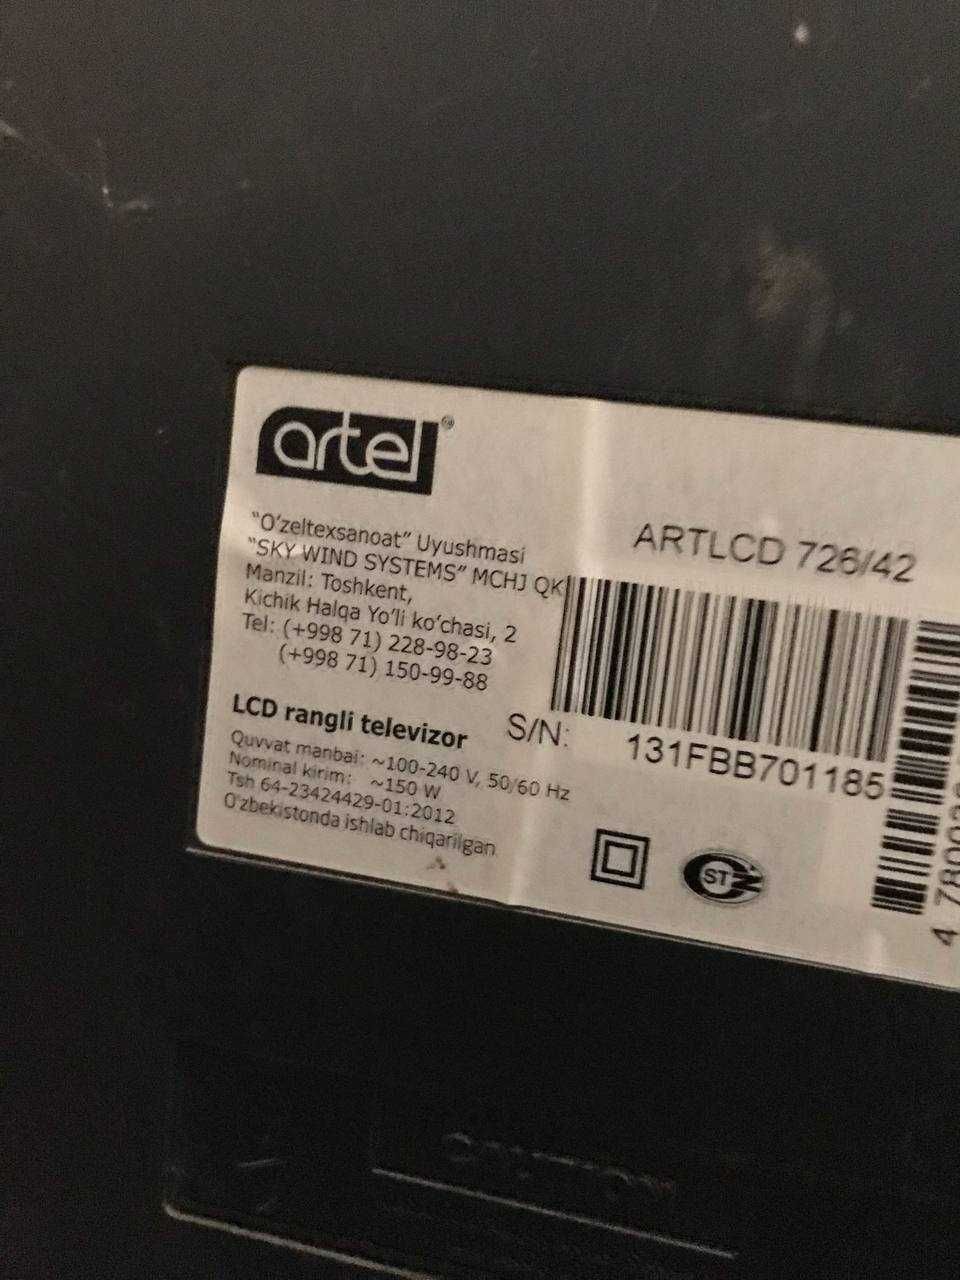 artel®
"O'zeltexsanoat" Uyushmasi
"SKY WIND SYSTEMS" MCHJ QK
Manzil: Toshkent,
Kichik Halqa Yo'li ko'chasi, 2
Tel: (+998 71) 228-98-23
(+998 71) 150-99-88
LCD rangli televizor
Quvvat manbai: ~100-240 V, 50/60 Hz
Nominal kirim: ~150 W
Tsh 64-23424429-01:2012
O'zbekistonda ishlab chiqarilgan
ARTLCD 726/42
S/N: 131FBB701185
ST
4 78002